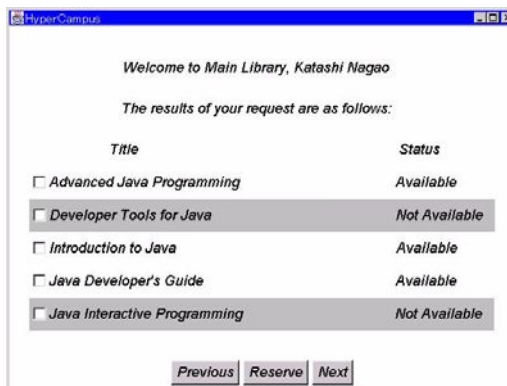 HyperCampus
Welcome to Main Library, Katashi Nagao
The results of your request are as follows:
Title Status
Advanced Java Programming Available
Developer Tools for Java Not Available
Introduction to Java Available
Java Developer's Guide Available
Java Interactive Programming Not Available
Previous Reserve Next